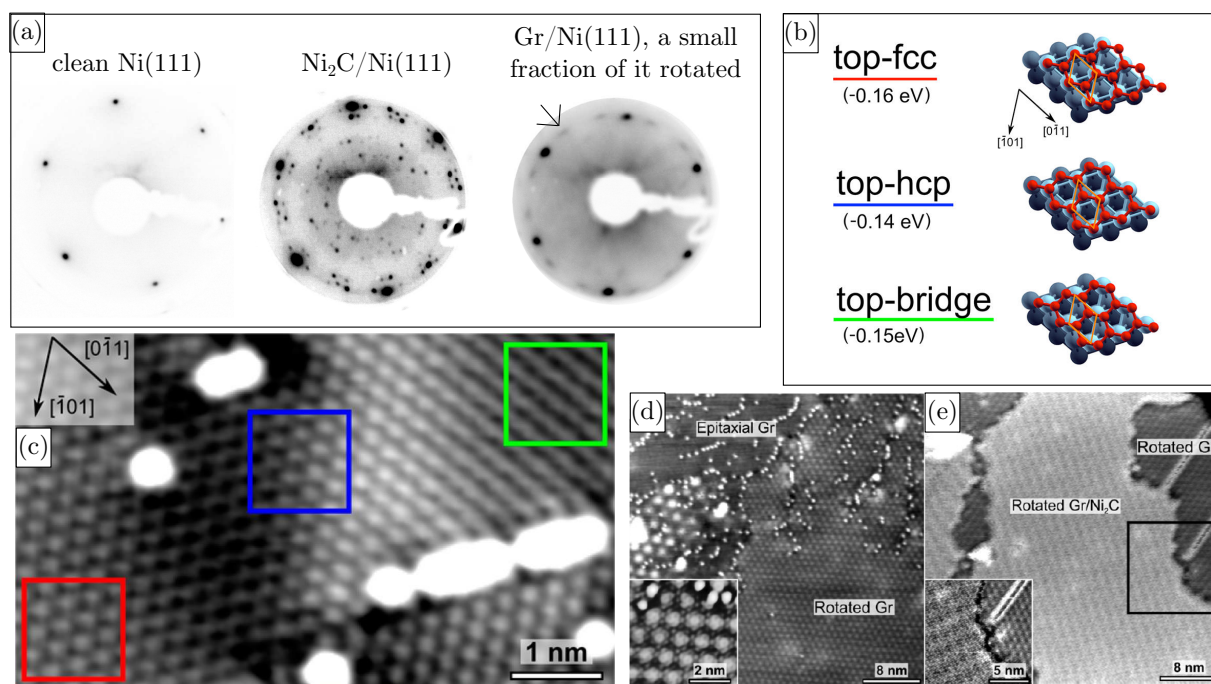 (a)
clean Ni(111)
Ni₂C/Ni(111)
Gr/Ni(111), a small
fraction of it rotated
(b)
top-fcc
(-0.16 eV)
[1̄01]
[01̄1]
top-hcp
(-0.14 eV)
top-bridge
(-0.15eV)
(c)
[01̄1]
[1̄01]
1 nm
(d)
Epitaxial Gr
Rotated Gr
2 nm
8 nm
(e)
Rotated G
Rotated Gr/Ni₂C
5 nm
8 nm